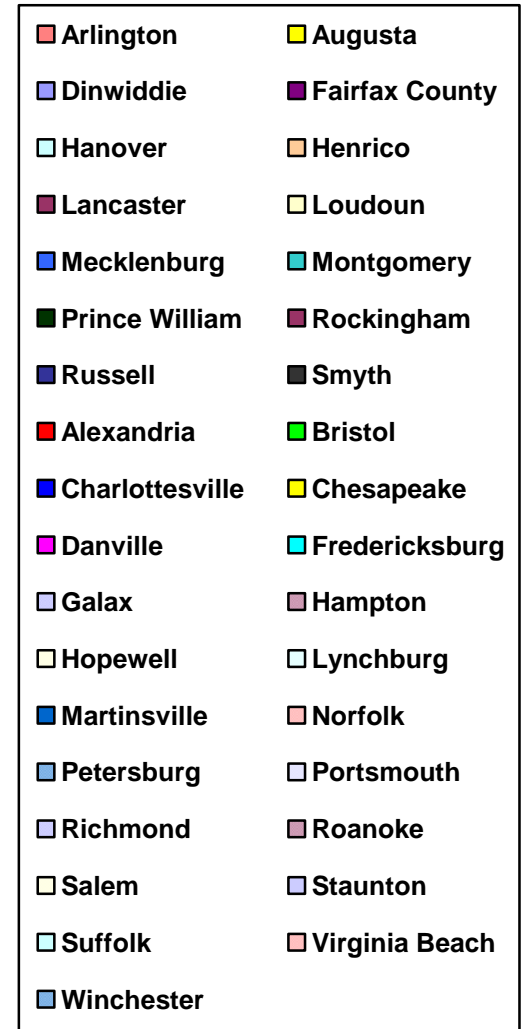 Arlington Augusta
Dinwiddie Fairfax County
Hanover Henrico
Lancaster Loudoun
Mecklenburg Montgomery
Prince William Rockingham
Russell Smyth
Alexandria Bristol
Charlottesville Chesapeake
Danville Fredericksburg
Galax Hampton
Hopewell Lynchburg
Martinsville Norfolk
Petersburg Portsmouth
Richmond Roanoke
Salem Staunton
Suffolk Virginia Beach
Winchester